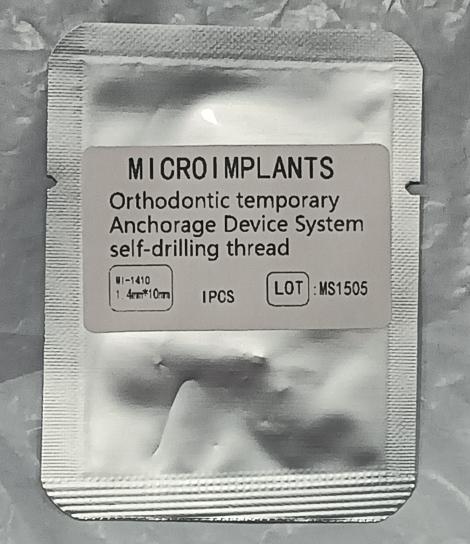 MICROIMPLANTS
Orthodontic temporary
Anchorage Device System
self-drilling thread
MI-1410
1.4mm*10mm
1PCS
LOT:MS1505